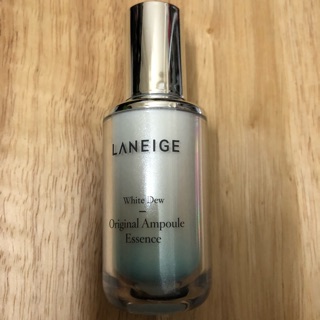 LANEIGE
White Dew
Original Ampoule
Essence